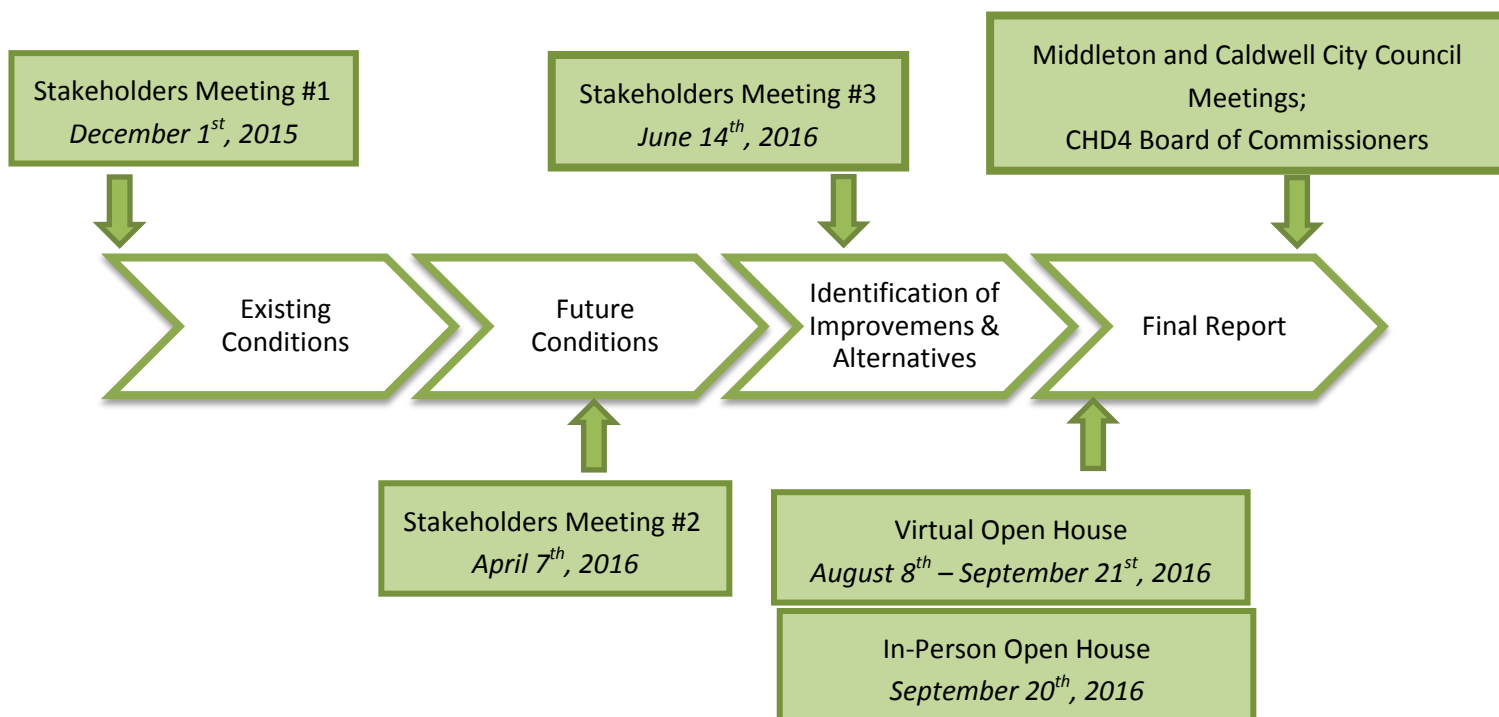 Stakeholders Meeting #1
December 1st, 2015
Stakeholders Meeting #3
June 14th, 2016
Middleton and Caldwell City Council
Meetings;
CHD4 Board of Commissioners
Existing
Conditions
Future
Conditions
Identification of
Improvemens &
Alternatives
Final Report
Stakeholders Meeting #2
April 7th, 2016
Virtual Open House
August 8th – September 21st, 2016
In-Person Open House
September 20th, 2016